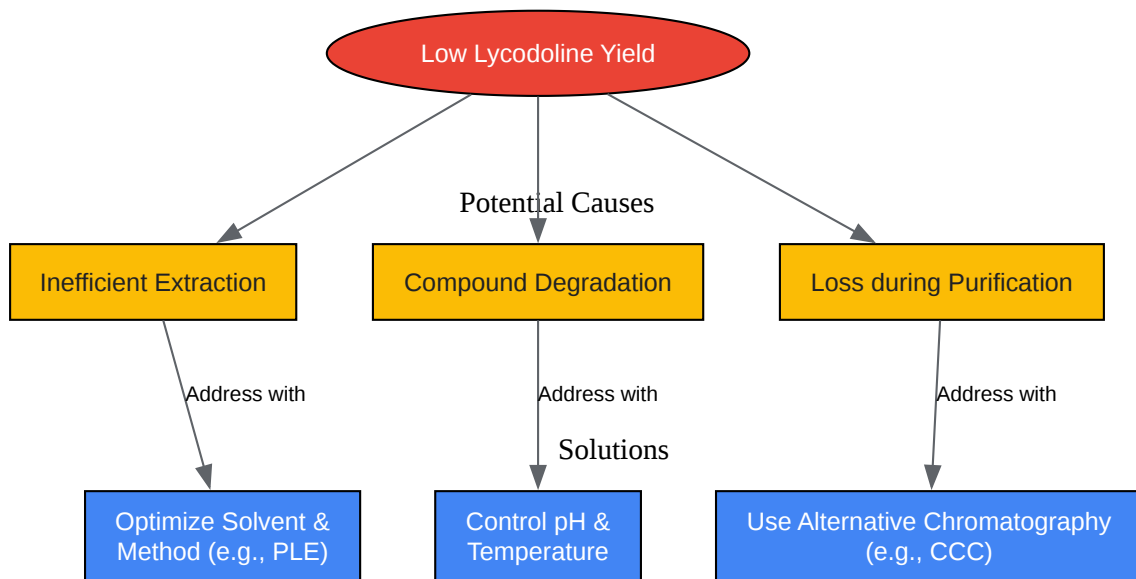 Low Lycodoline Yield
Potential Causes
Inefficient Extraction
Compound Degradation
Loss during Purification
Address with
Address with
Address with
Solutions
Optimize Solvent &
Method (e.g., PLE)
Control pH &
Temperature
Use Alternative Chromatography
(e.g., CCC)